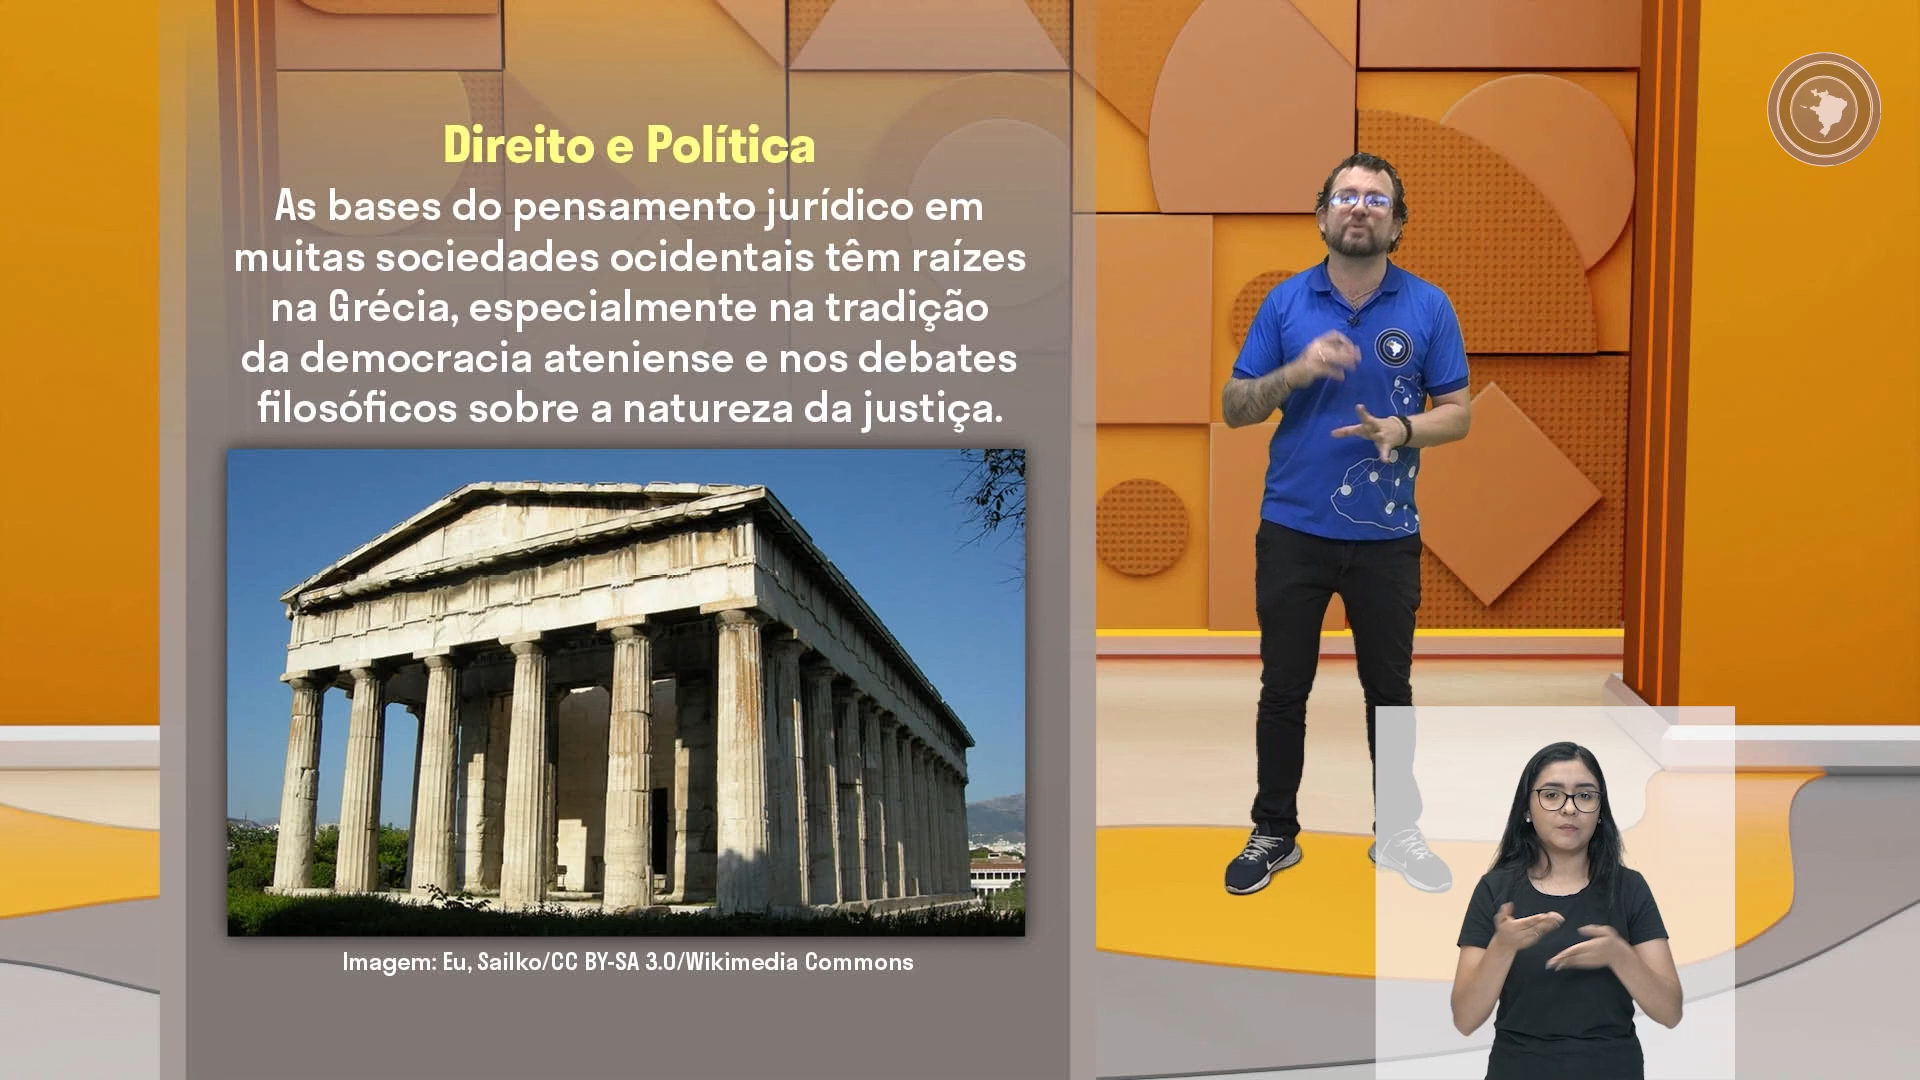 Direito e Política
As bases do pensamento jurídico em
muitas sociedades ocidentais têm raízes
na Grécia, especialmente na tradição
da democracia ateniense e nos debates
filosóficos sobre a natureza da justiça.
Imagem: Eu, Sailko/CC BY-SA 3.0/Wikimedia Commons